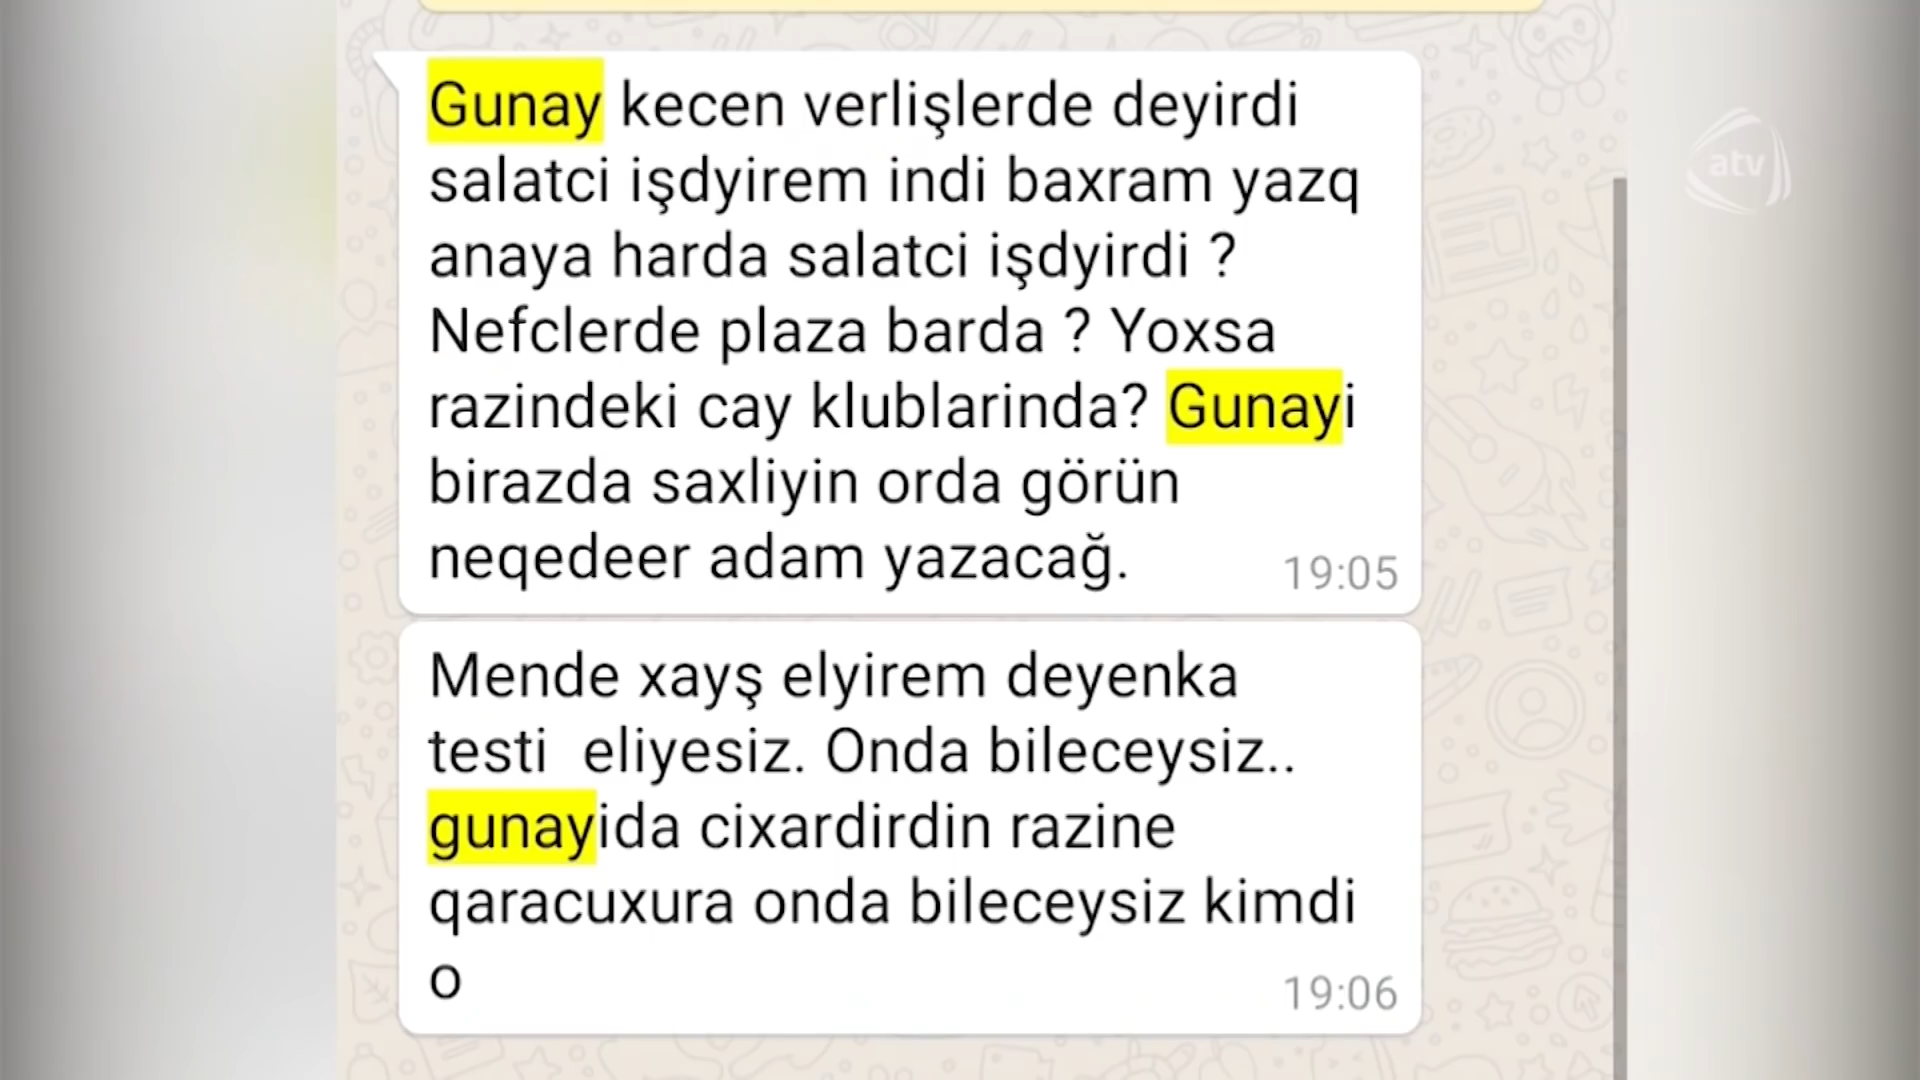 Gunay kecen verlişlerde deyirdi
salatci işdyirem indi baxram yazq
anaya harda salatci işdyirdi ?
Nefclerde plaza barda ? Yoxsa
razindeki cay klublarinda? Gunayi
birazda saxliyin orda görün
neqedeer adam yazacağ.
19:05
Mende xayş elyirem deyenka
testi  eliyesiz. Onda bileceysiz..
gunayida cixardirdin razine
qaracuxura onda bileceysiz kimdi
o
19:06
atv